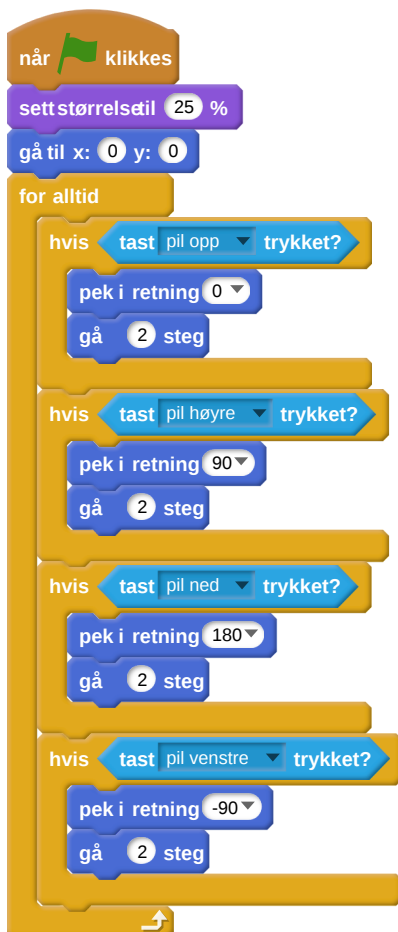 når klikkes
sett størrelse til 25 %
gå til x: 0 y: 0
for alltid
hvis tast pil opp trykket?
pek i retning 0
gå 2 steg
hvis tast pil høyre trykket?
pek i retning 90
gå 2 steg
hvis tast pil ned trykket?
pek i retning 180
gå 2 steg
hvis tast pil venstre trykket?
pek i retning -90
gå 2 steg